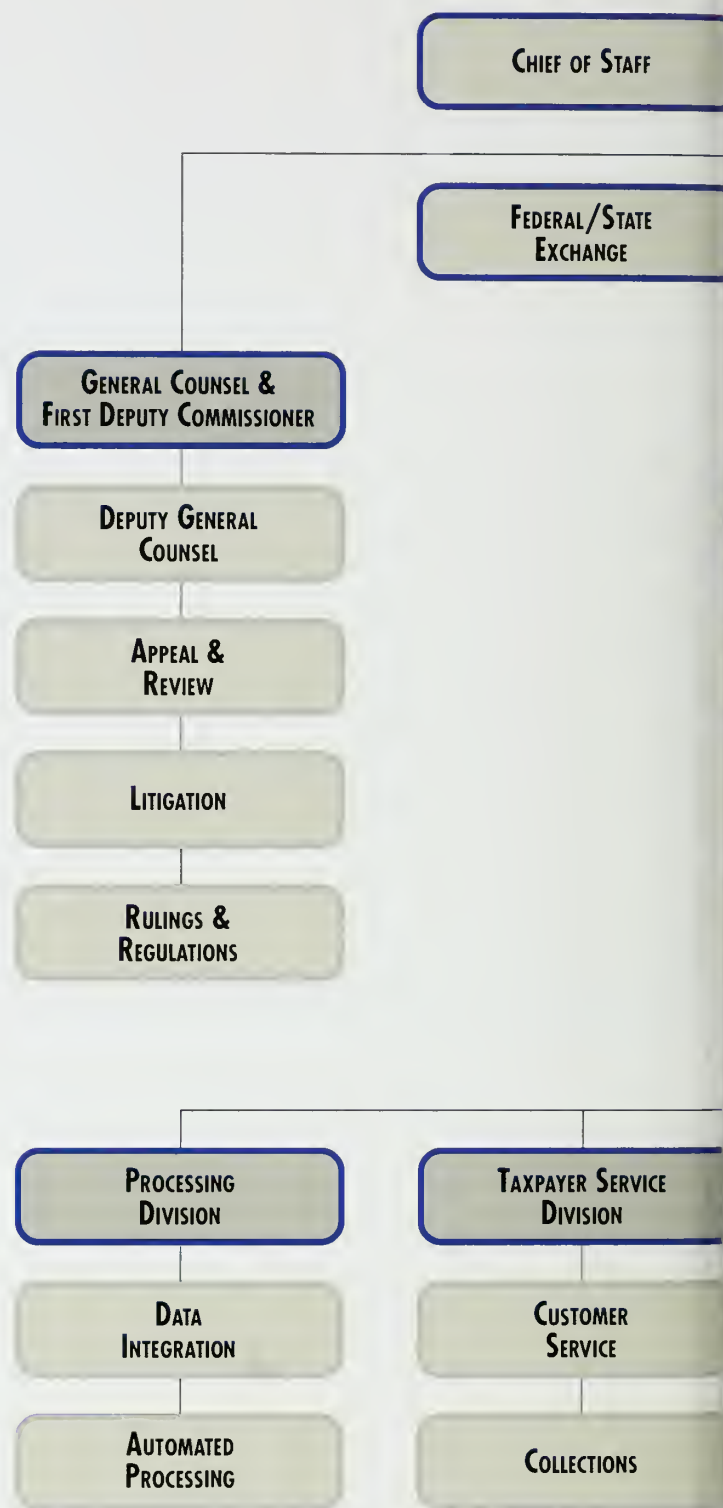 CHIEF OF STAFF
FEDERAL/STATE
EXCHANGE
GENERAL COUNSEL &
FIRST DEPUTY COMMISSIONER
DEPUTY GENERAL
COUNSEL
APPEAL &
REVIEW
LITIGATION
RULINGS &
REGULATIONS
PROCESSING
DIVISION
TAXPAYER SERVICE
DIVISION
DATA
INTEGRATION
CUSTOMER
SERVICE
AUTOMATED
PROCESSING
COLLECTIONS